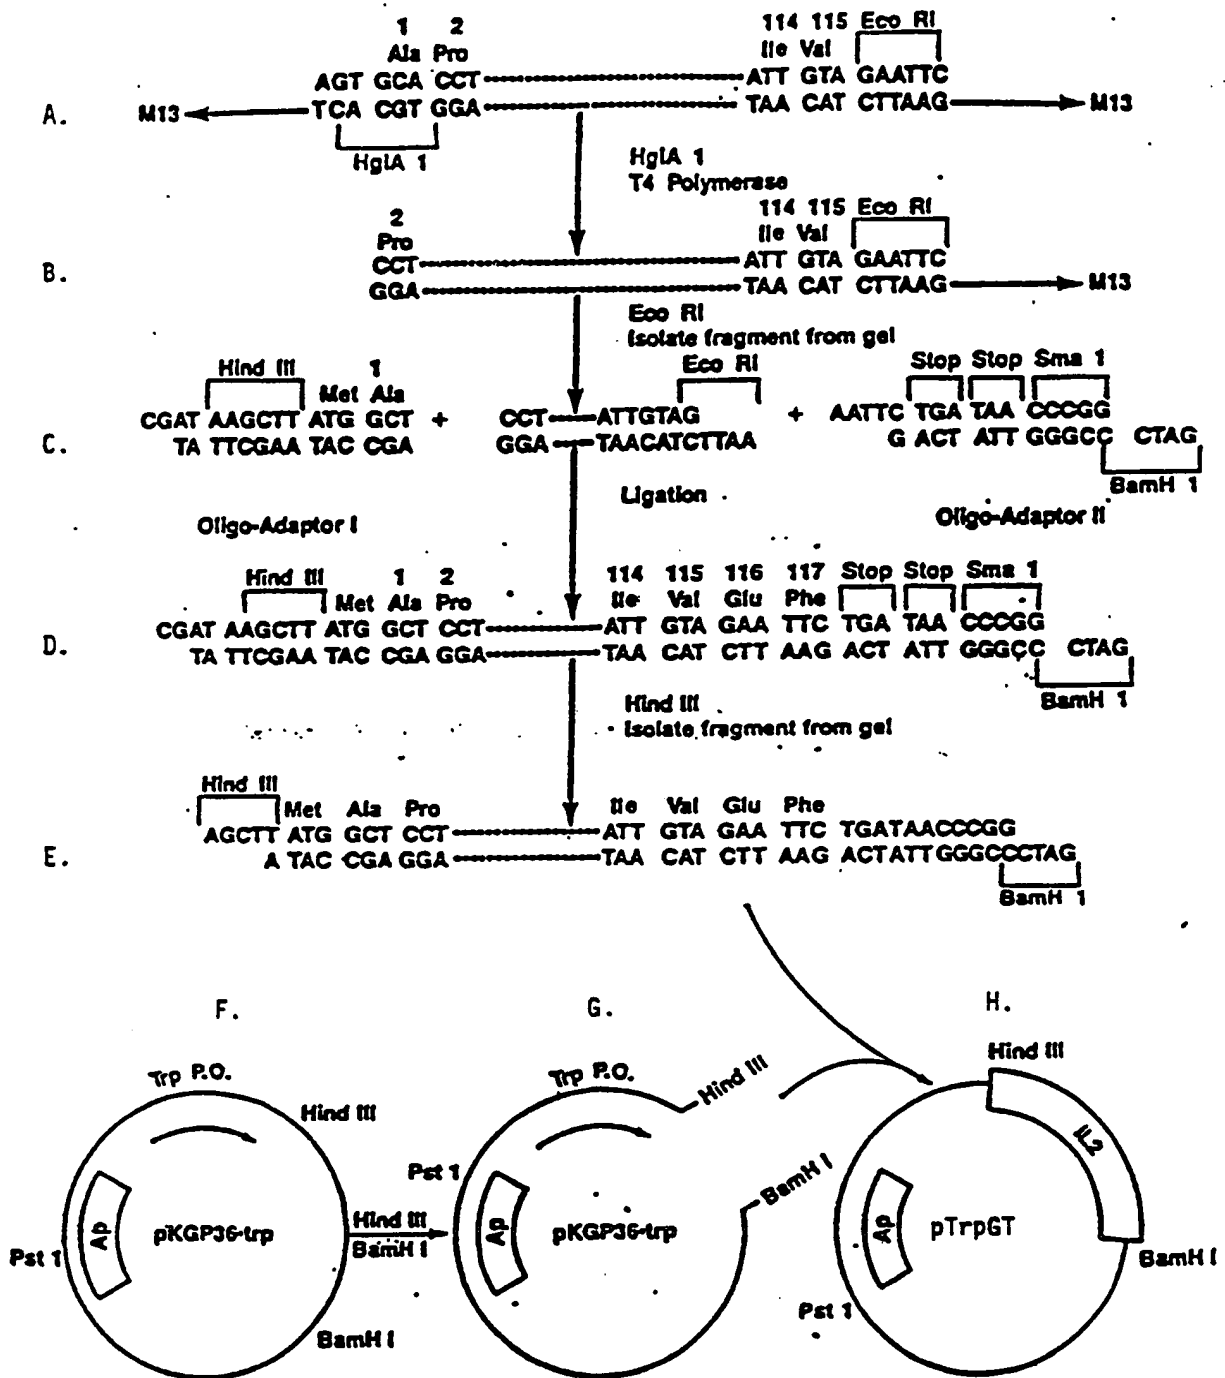 1 2 114 115 Eco RI
Ala Pro Ile Val
AGT GCA CCT ATT GTA GAATTC
A. M13 TCA CGT GGA TAA CAT CTTAAG M13
HgiA 1
HgiA 1
T4 Polymerase
2 114 115 Eco RI
Pro Ile Val
CCT ATT GTA GAATTC
B. GGA TAA CAT CTTAAG M13
Eco RI
Isolate fragment from gel
Hind III 1 Eco RI Stop Stop Sma 1
Met Ala
CGAT AAGCTT ATG GCT + CCT ATTGTAG + AATTC TGA TAA CCCGG
C. TA TTCGAA TAC CGA GGA TAACATCTTAA G ACT ATT GGGCC CTAG
BamH 1
Ligation
Oligo-Adaptor I Oligo-Adaptor II
Hind III 1 2 114 115 116 117 Stop Stop Sma 1
Met Ala Pro Ile Val Glu Phe
CGAT AAGCTT ATG GCT CCT ATT GTA GAA TTC TGA TAA CCCGG
D. TA TTCGAA TAC CGA GGA TAA CAT CTT AAG ACT ATT GGGCC CTAG
BamH 1
Hind III
Isolate fragment from gel
Hind III Met Ala Pro Ile Val Glu Phe
AGCTT ATG GCT CCT ATT GTA GAA TTC TGATAACCCGG
E. A TAC CGA GGA TAA CAT CTT AAG ACTATTGGGCCCTAG
BamH 1
F. G. H.
Trp P.O. Hind III
Ap
pKGP36-trp
Pst 1
BamH I
Hind III
BamH I
Trp P.O. Hind III
Pst 1
Ap
pKGP36-trp
BamH I
Hind III
IL2
Ap
pTrpGT
BamH I
Pst 1